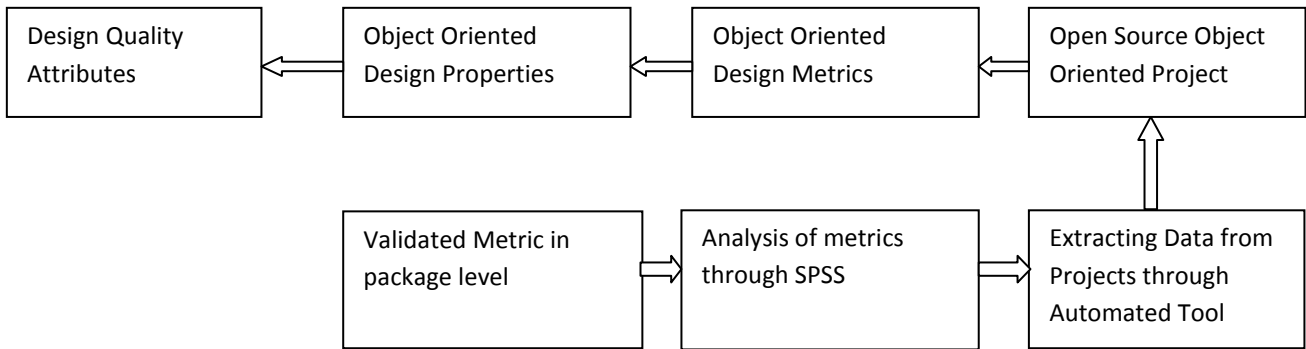 Design Quality
Attributes
Object Oriented
Design Properties
Object Oriented
Design Metrics
Open Source Object
Oriented Project
Validated Metric in
package level
Analysis of metrics
through SPSS
Extracting Data from
Projects through
Automated Tool